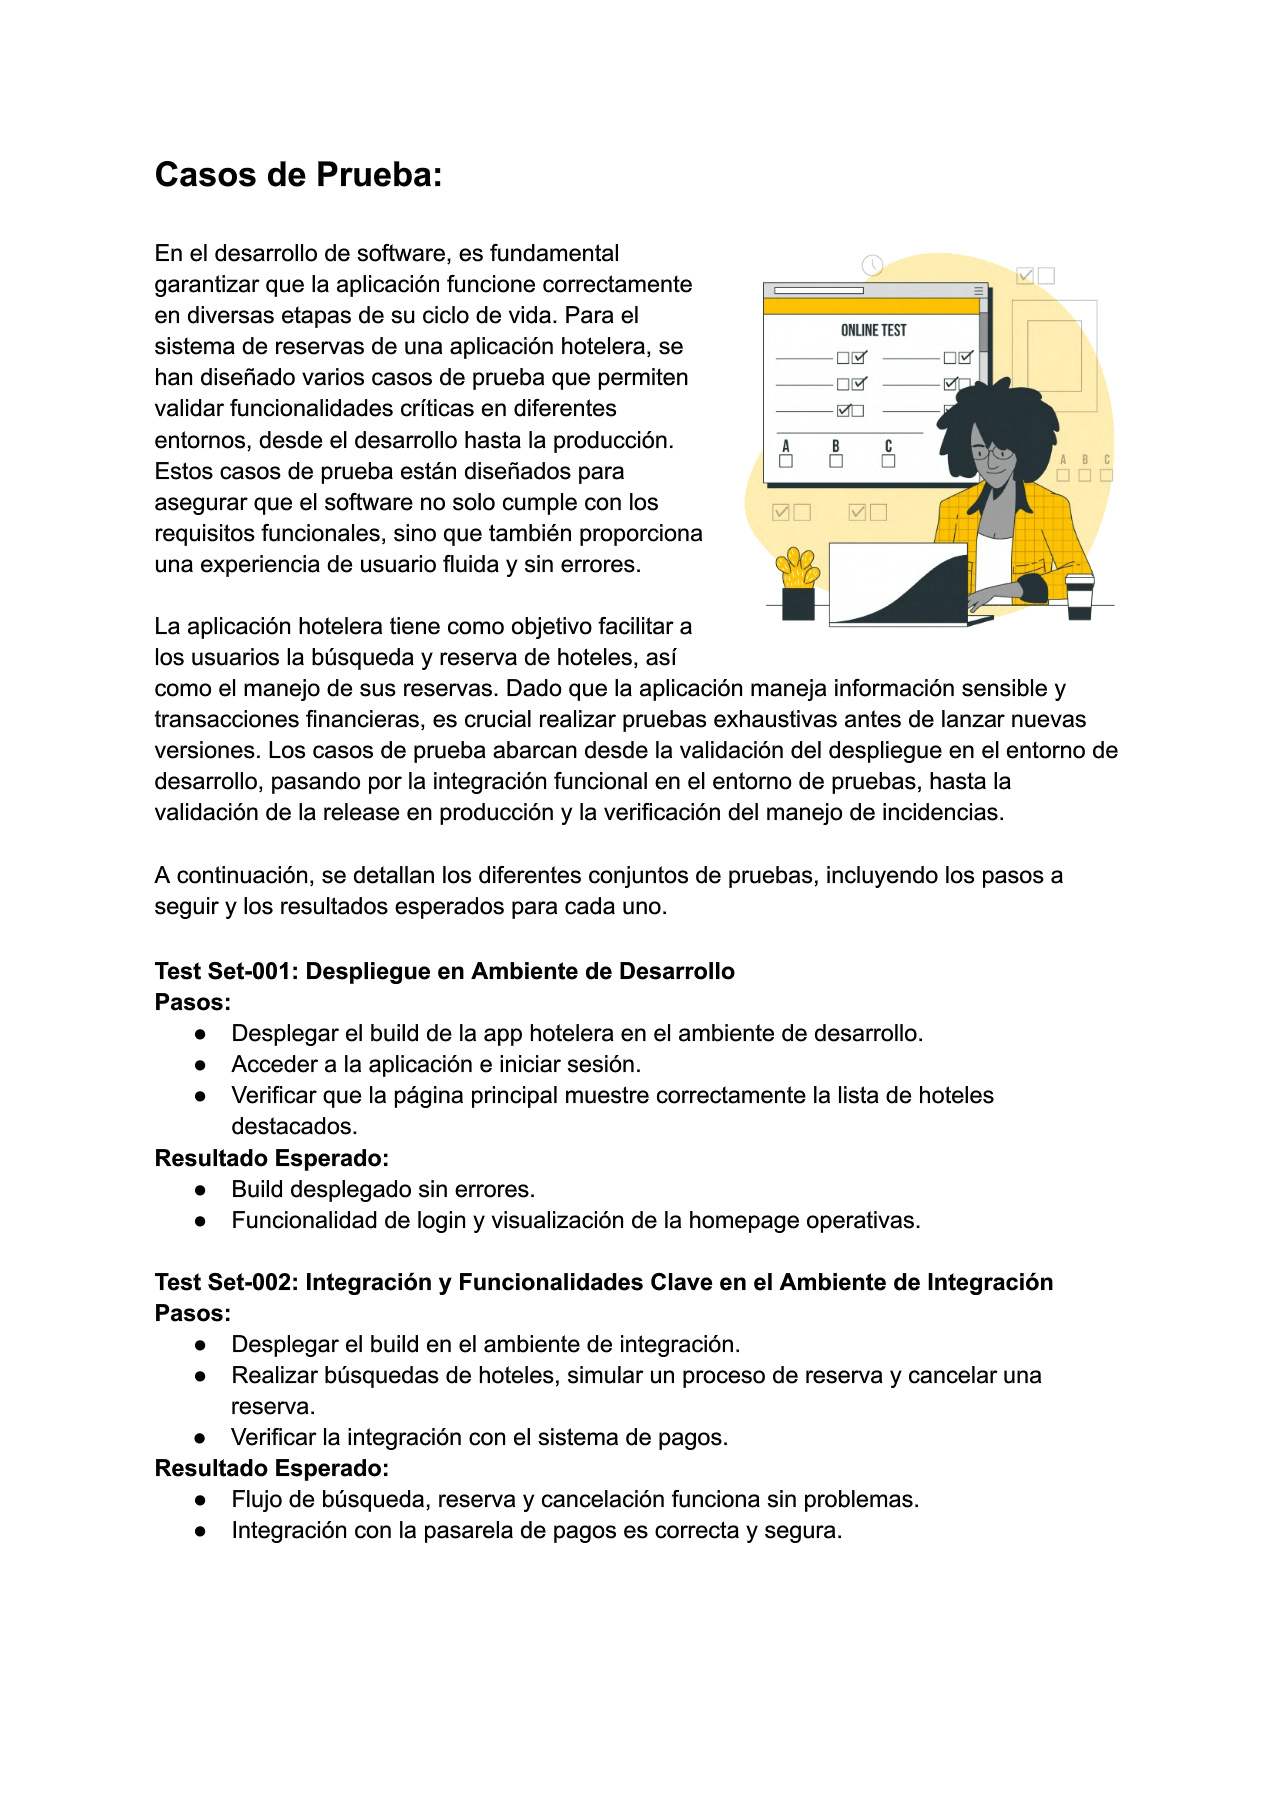 Casos de Prueba:
En el desarrollo de software, es fundamental
garantizar que la aplicación funcione correctamente
en diversas etapas de su ciclo de vida. Para el
sistema de reservas de una aplicación hotelera, se
han diseñado varios casos de prueba que permiten
validar funcionalidades críticas en diferentes
entornos, desde el desarrollo hasta la producción.
Estos casos de prueba están diseñados para
asegurar que el software no solo cumple con los
requisitos funcionales, sino que también proporciona
una experiencia de usuario fluida y sin errores.
ONLINE TEST
A B C
A B C
La aplicación hotelera tiene como objetivo facilitar a
los usuarios la búsqueda y reserva de hoteles, así
como el manejo de sus reservas. Dado que la aplicación maneja información sensible y
transacciones financieras, es crucial realizar pruebas exhaustivas antes de lanzar nuevas
versiones. Los casos de prueba abarcan desde la validación del despliegue en el entorno de
desarrollo, pasando por la integración funcional en el entorno de pruebas, hasta la
validación de la release en producción y la verificación del manejo de incidencias.
A continuación, se detallan los diferentes conjuntos de pruebas, incluyendo los pasos a
seguir y los resultados esperados para cada uno.
Test Set-001: Despliegue en Ambiente de Desarrollo
Pasos:
● Desplegar el build de la app hotelera en el ambiente de desarrollo.
● Acceder a la aplicación e iniciar sesión.
● Verificar que la página principal muestre correctamente la lista de hoteles
destacados.
Resultado Esperado:
● Build desplegado sin errores.
● Funcionalidad de login y visualización de la homepage operativas.
Test Set-002: Integración y Funcionalidades Clave en el Ambiente de Integración
Pasos:
● Desplegar el build en el ambiente de integración.
● Realizar búsquedas de hoteles, simular un proceso de reserva y cancelar una
reserva.
● Verificar la integración con el sistema de pagos.
Resultado Esperado:
● Flujo de búsqueda, reserva y cancelación funciona sin problemas.
● Integración con la pasarela de pagos es correcta y segura.